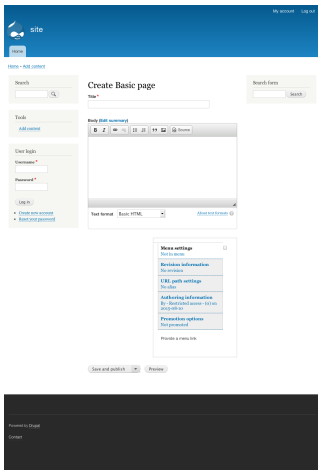 My account Log out
site
Home
Home » Add content
Search
Tools
Add content
User login
Username *
Password *
Log in
Create new account
Reset your password
Create Basic page
Title *
Body (Edit summary)
B I Source
Text format Basic HTML
About text formats
Menu settings
Not in menu
Revision information
No revision
URL path settings
No alias
Authoring information
Promotion options
Not promoted
Provide a menu link
Save and publish Preview
Search form
Search
Powered by Drupal
Contact